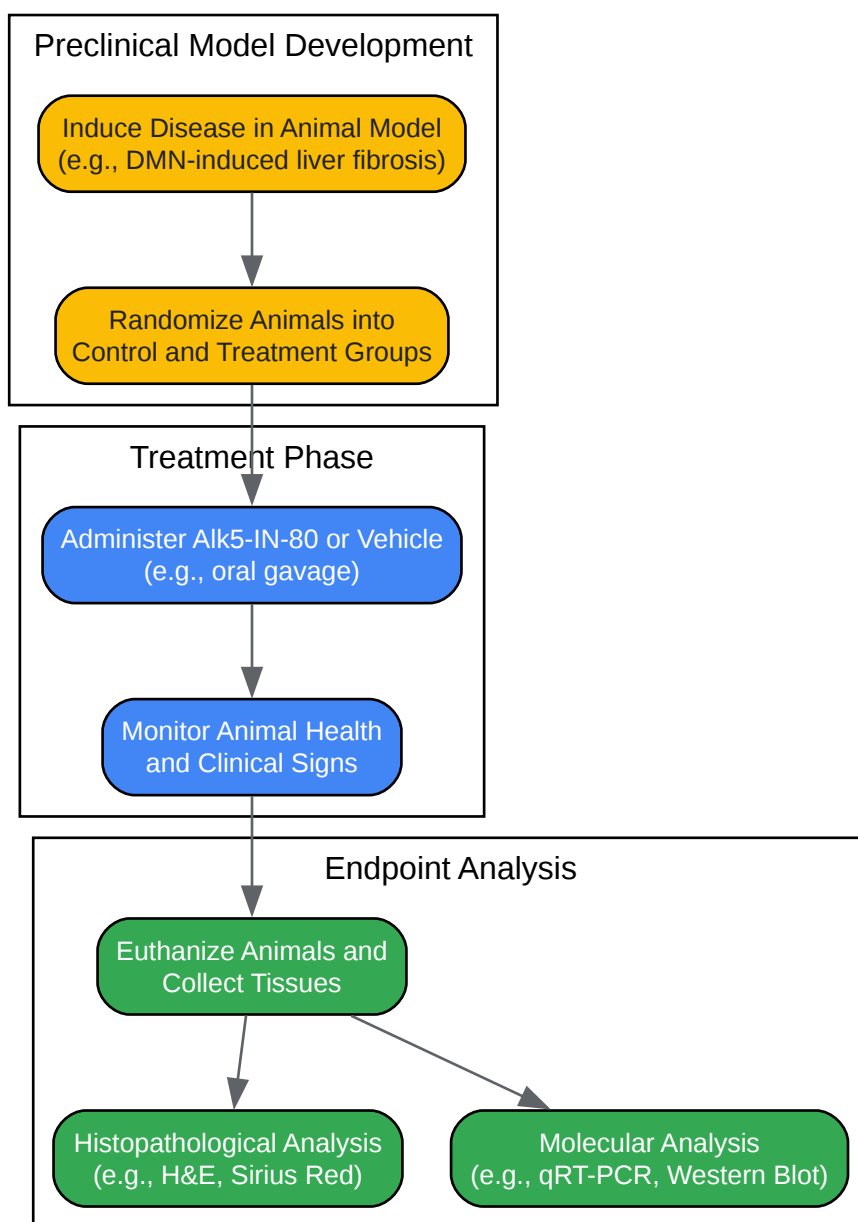 Preclinical Model Development
Induce Disease in Animal Model
(e.g., DMN-induced liver fibrosis)
Randomize Animals into
Control and Treatment Groups
Treatment Phase
Administer Alk5-IN-80 or Vehicle
(e.g., oral gavage)
Monitor Animal Health
and Clinical Signs
Endpoint Analysis
Euthanize Animals and
Collect Tissues
Histopathological Analysis
(e.g., H&E, Sirius Red)
Molecular Analysis
(e.g., qRT-PCR, Western Blot)